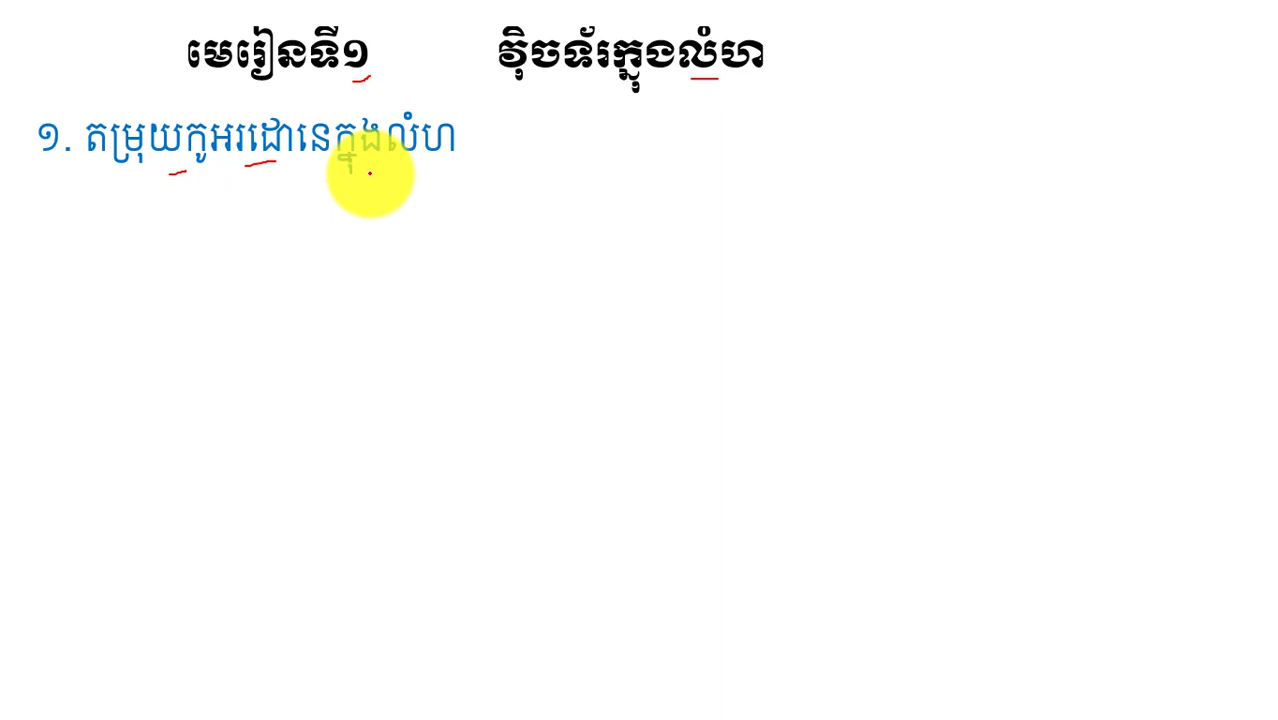 មេរៀនទី១ វ៉ិចទ័រក្នុងលំហ
១. តម្រុយកូអរដោនេក្នុងលំហ